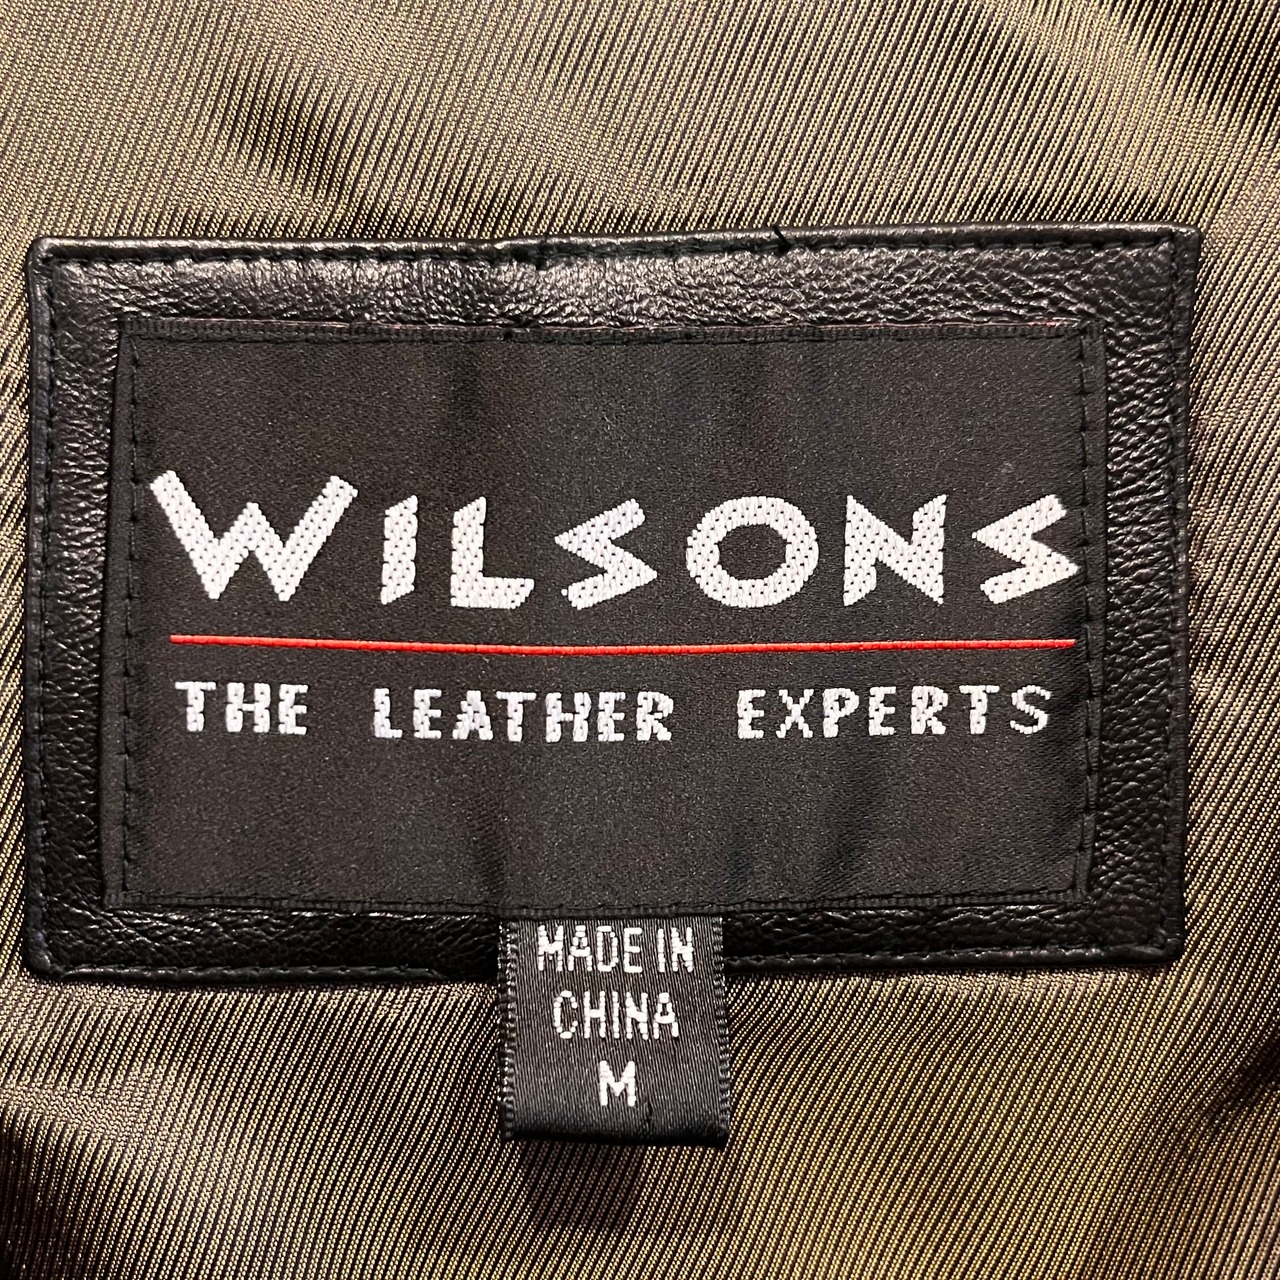 WILSONS
THE LEATHER EXPERTS
MADE IN
CHINA
M